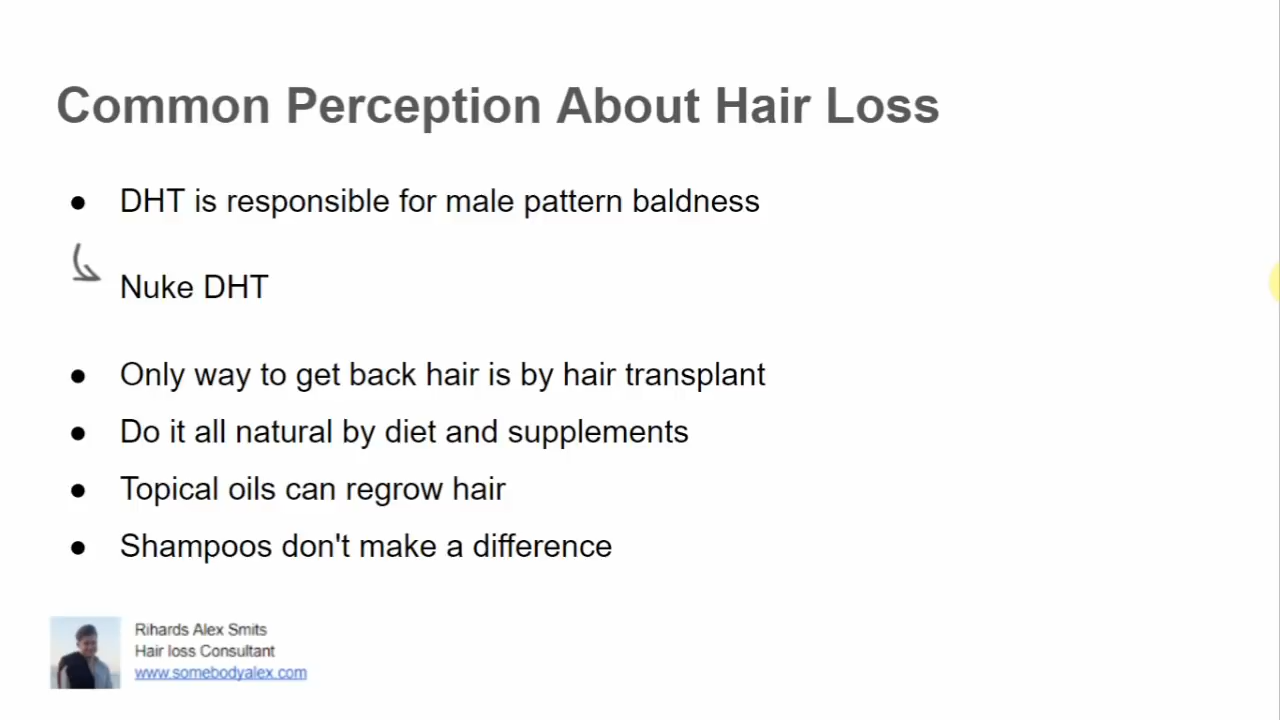 Common Perception About Hair Loss
● DHT is responsible for male pattern baldness
Nuke DHT
● Only way to get back hair is by hair transplant
● Do it all natural by diet and supplements
● Topical oils can regrow hair
● Shampoos don't make a difference
Rihards Alex Smits
Hair loss Consultant
www.somebodyalex.com